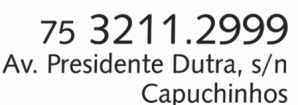 75 3211.2999
Av. Presidente Dutra, s/n
Capuchinhos